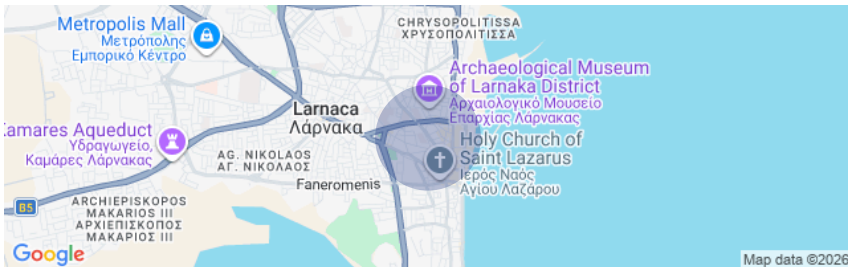 CHRYSOPOLITISSA
ΧΡΥΣΟΠΟΛΙΤΙΣΣΑ
Metropolis Mall
Μετρόπολης
Εμπορικό Κέντρο
Archaeological Museum
of Larnaka District
Αρχαιολογικό Μουσείο
Επαρχίας Λάρνακας
Larnaca
Λάρνακα
Kamares Aqueduct
Υδραγωγείο,
Καμάρες Λάρνακας
Holy Church of
Saint Lazarus
Ιερός Ναός
Αγίου Λαζάρου
AG. NIKOLAOS
ΑΓ. ΝΙΚΟΛΑΟΣ
Faneromenis
ARCHIEPISKOPOS
MAKARIOS III
ΑΡΧΙΕΠΙΣΚΟΠΟΣ
ΜΑΚΑΡΙΟΣ ΙΙΙ
B5
Google
Map data ©2026